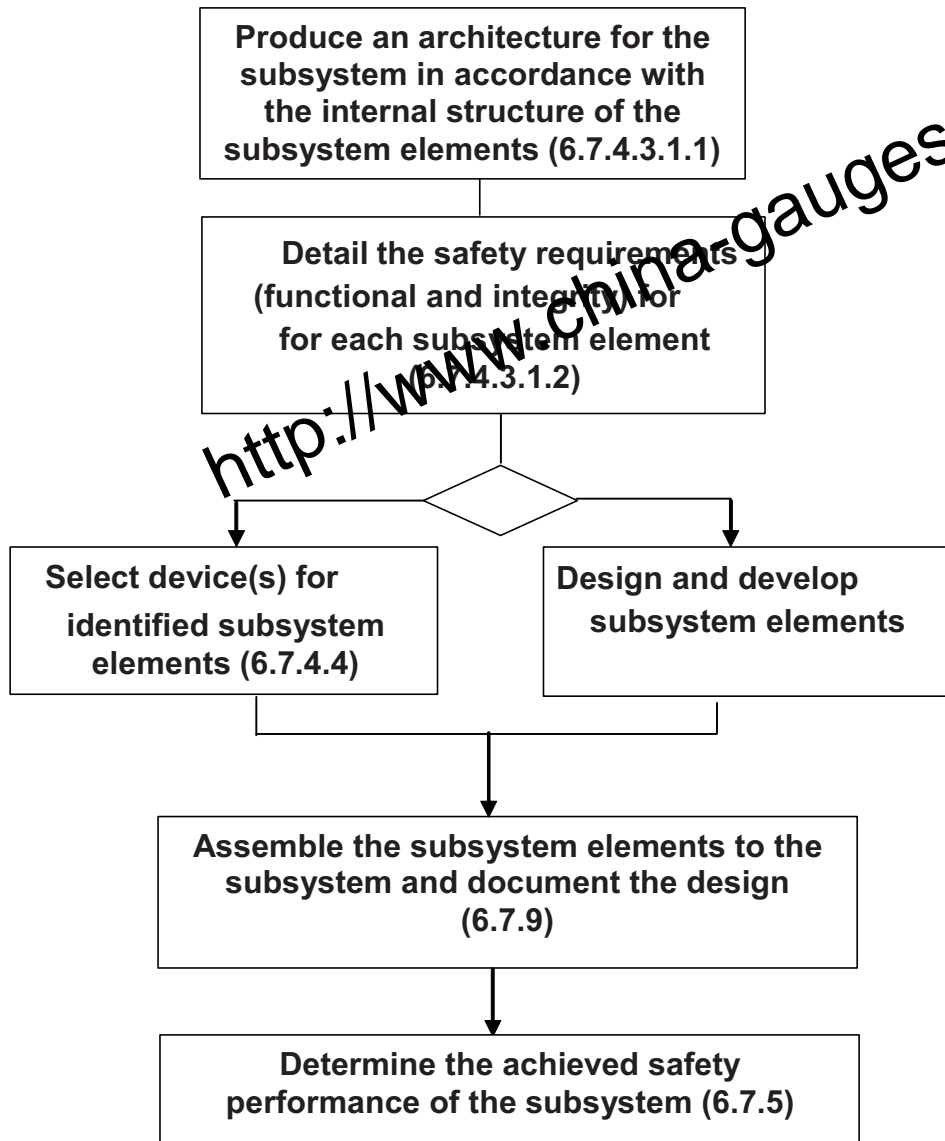 Produce an architecture for the
subsystem in accordance with
the internal structure of the
subsystem elements (6.7.4.3.1.1)
Detail the safety requirements
(functional and integrity) for
for each subsystem element
(6.7.4.3.1.2)
http://www.china-gauges
Select device(s) for
identified subsystem
elements (6.7.4.4)
Design and develop
subsystem elements
Assemble the subsystem elements to the
subsystem and document the design
(6.7.9)
Determine the achieved safety
performance of the subsystem (6.7.5)